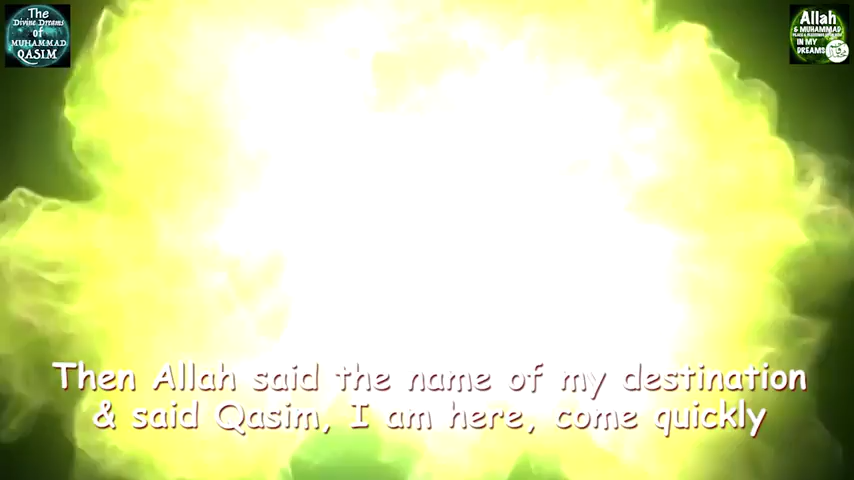 The
Divine Dreams
of
MUHAMMAD
QASIM
Allah
& MUHAMMAD
IN MY
DREAMS
Then Allah said the name of my destination
& said Qasim, I am here, come quickly